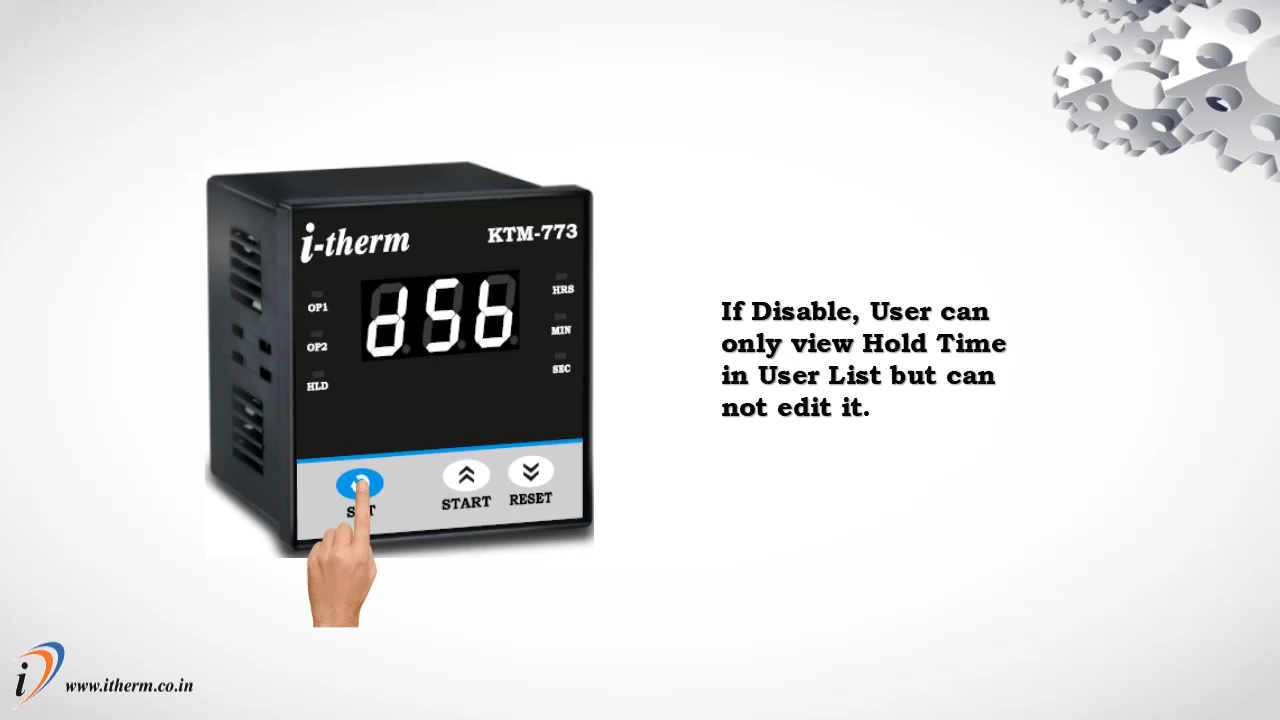 i-therm
KTM-773
dSb
OP1
OP2
HLD
HRS
MIN
SEC
START
RESET
If Disable, User can
only view Hold Time
in User List but can
not edit it.
i
www.itherm.co.in